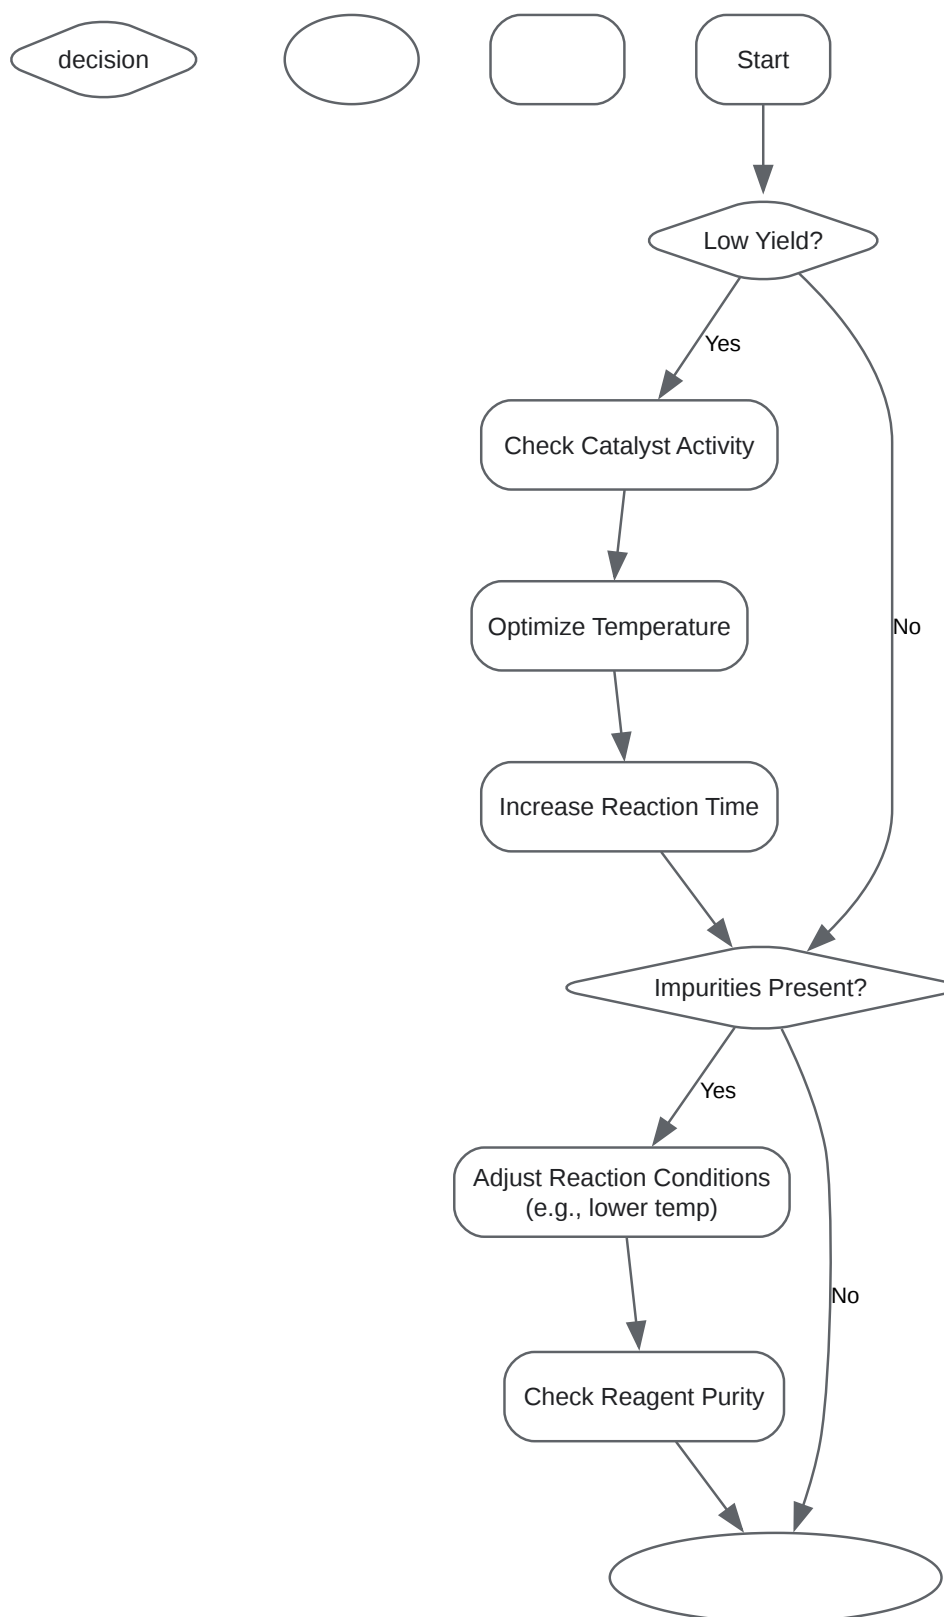 decision
Start
Low Yield?
Yes
Check Catalyst Activity
Optimize Temperature
No
Increase Reaction Time
Impurities Present?
Yes
Adjust Reaction Conditions
(e.g., lower temp)
No
Check Reagent Purity